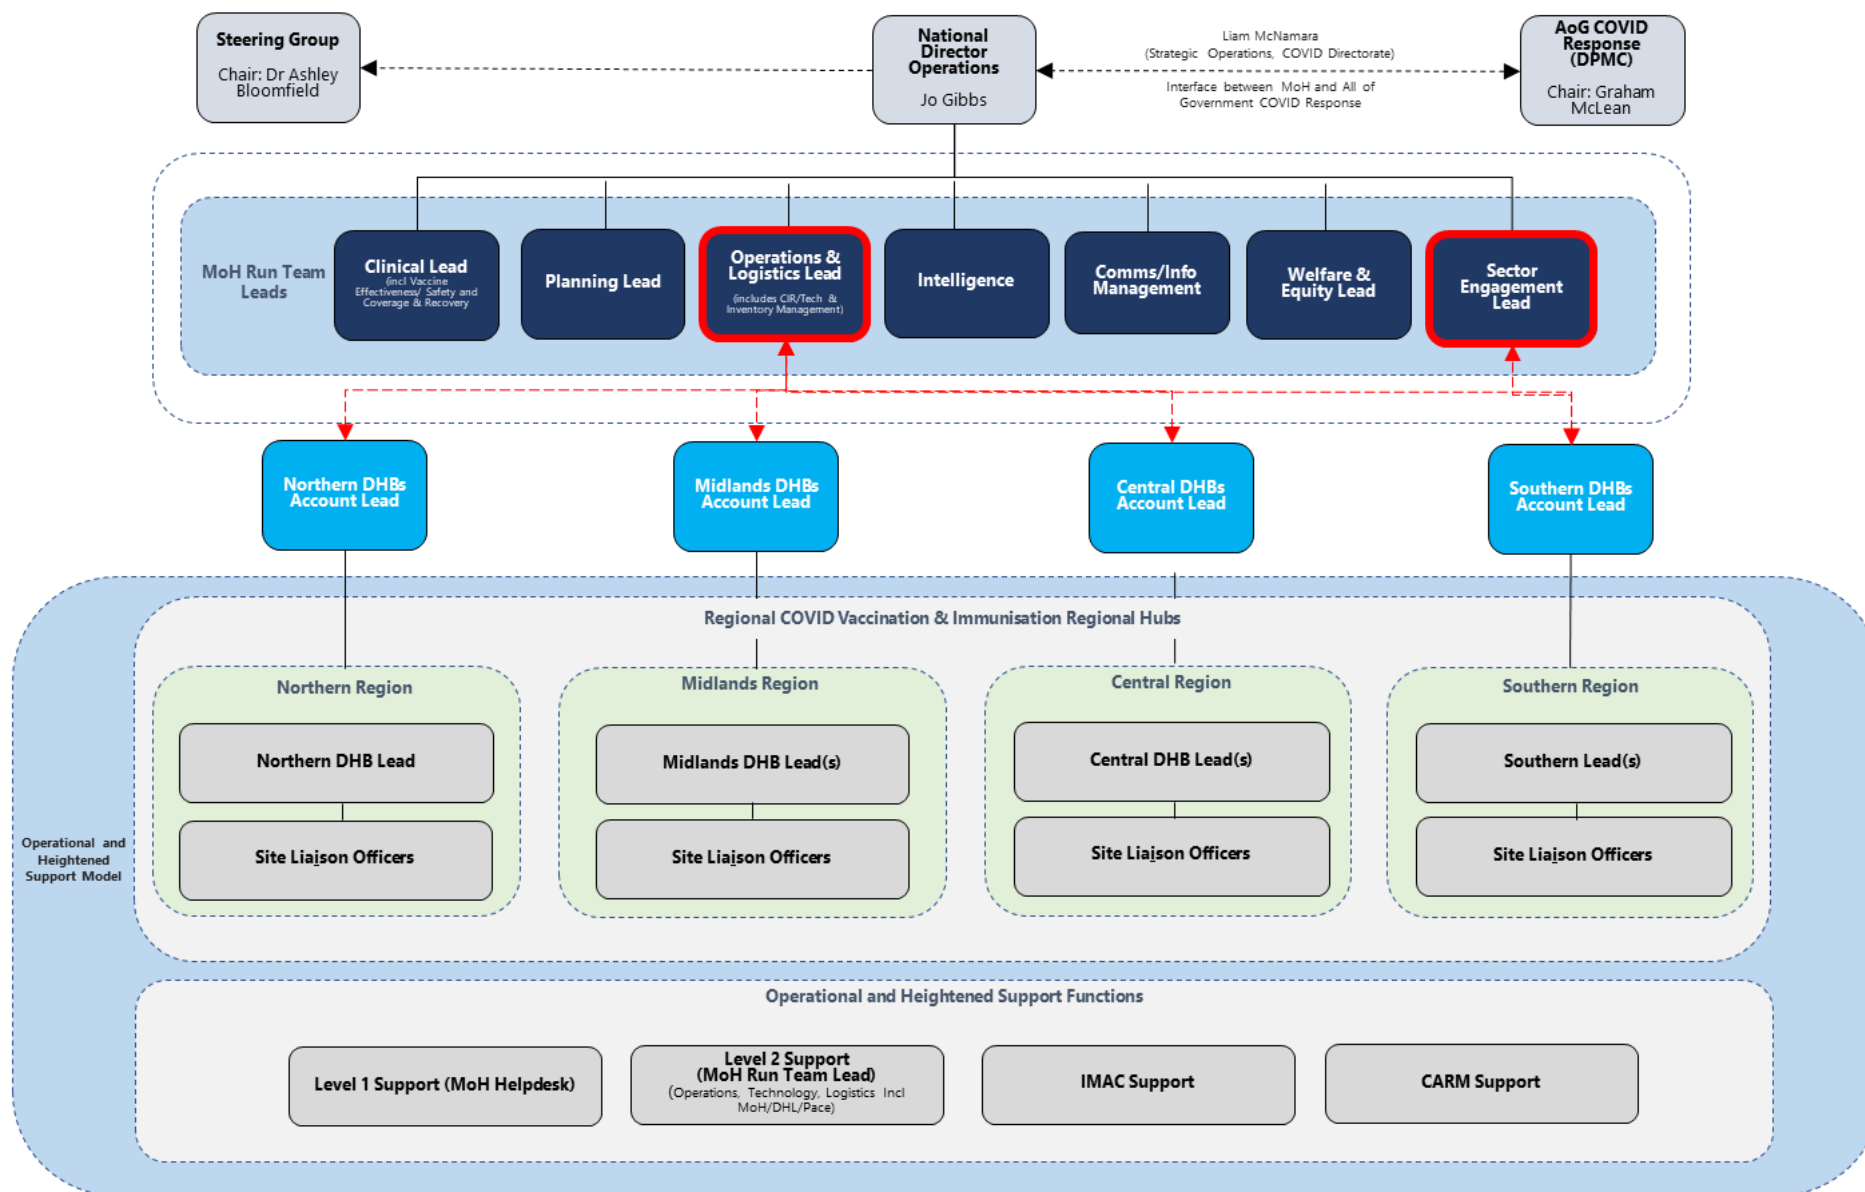 Steering Group
Chair: Dr Ashley
Bloomfield
National
Director
Operations
Jo Gibbs
Liam McNamara
(Strategic Operations, COVID Directorate)
Interface between MoH and All of
Government COVID Response
AoG COVID
Response
(DPMC)
Chair: Graham
McLean
MoH Run Team
Leads
Clinical Lead
(incl Vaccine
Effectiveness/ Safety and
Coverage & Recovery
Planning Lead
Operations &
Logistics Lead
(includes CIR/Tech &
Inventory Management)
Intelligence
Comms/Info
Management
Welfare &
Equity Lead
Sector
Engagement
Lead
Northern DHBs
Account Lead
Midlands DHBs
Account Lead
Central DHBs
Account Lead
Southern DHBs
Account Lead
Operational and
Heightened
Support Model
Regional COVID Vaccination & Immunisation Regional Hubs
Northern Region
Northern DHB Lead
Site Liaison Officers
Midlands Region
Midlands DHB Lead(s)
Site Liaison Officers
Central Region
Central DHB Lead(s)
Site Liaison Officers
Southern Region
Southern Lead(s)
Site Liaison Officers
Operational and Heightened Support Functions
Level 1 Support (MoH Helpdesk)
Level 2 Support
(MoH Run Team Lead)
(Operations, Technology, Logistics Incl
MoH/DHL/Pace)
IMAC Support
CARM Support